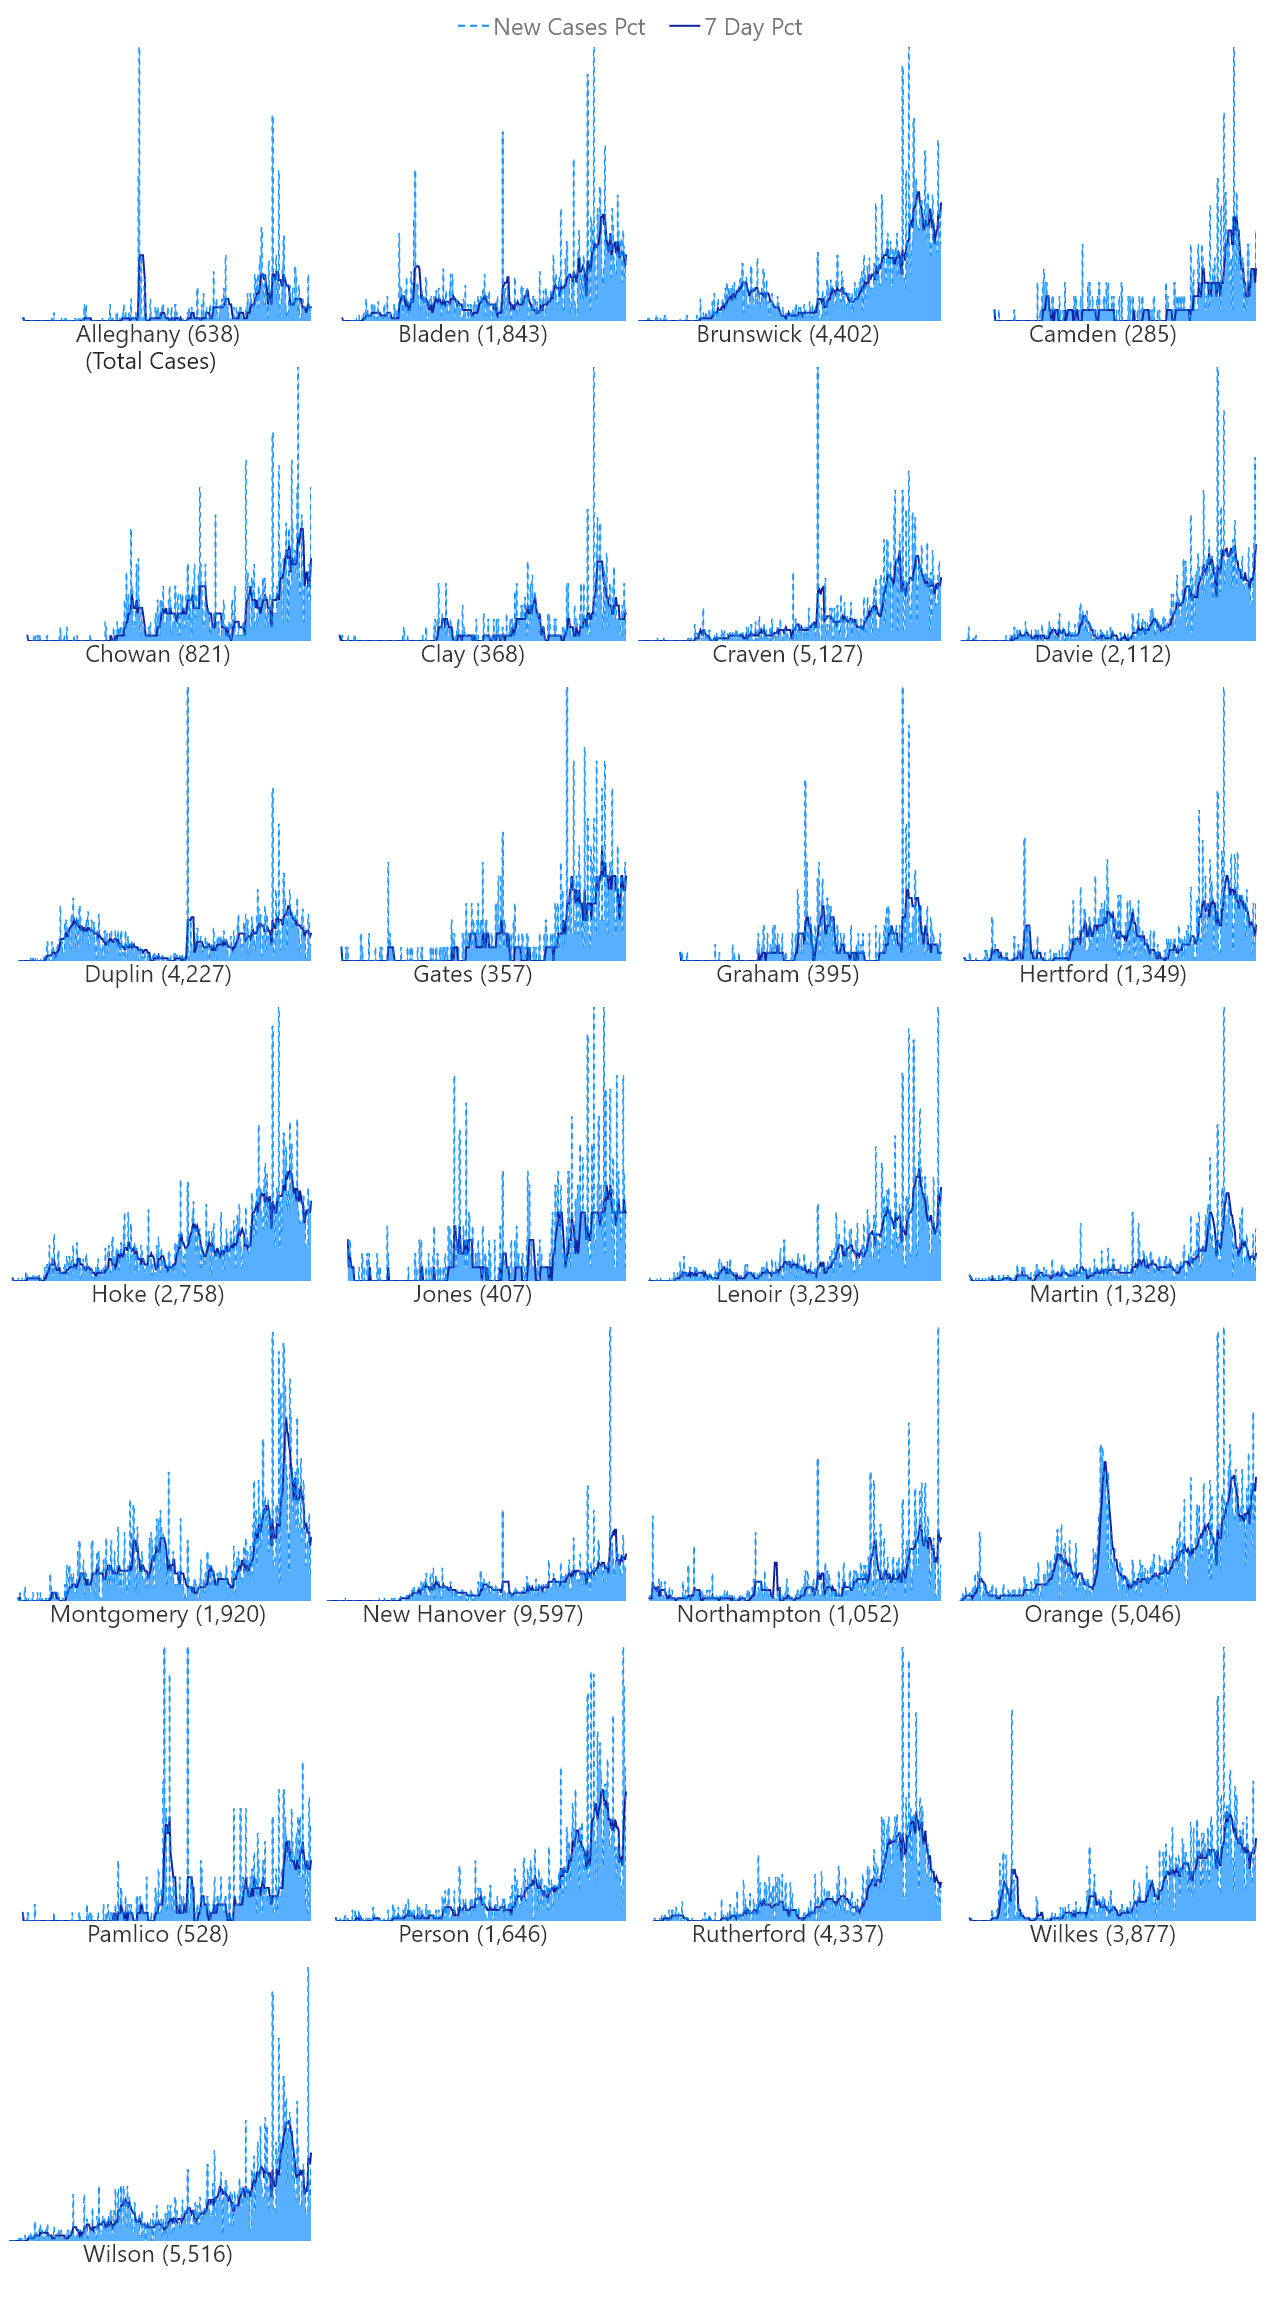 New Cases Pct 7 Day Pct
Alleghany (638) Bladen (1,843) Brunswick (4,402) Camden (285)
(Total Cases)
Chowan (821) Clay (368) Craven (5,127) Davie (2,112)
Duplin (4,227) Gates (357) Graham (395) Hertford (1,349)
Hoke (2,758) Jones (407) Lenoir (3,239) Martin (1,328)
Montgomery (1,920) New Hanover (9,597) Northampton (1,052) Orange (5,046)
Pamlico (528) Person (1,646) Rutherford (4,337) Wilkes (3,877)
Wilson (5,516)